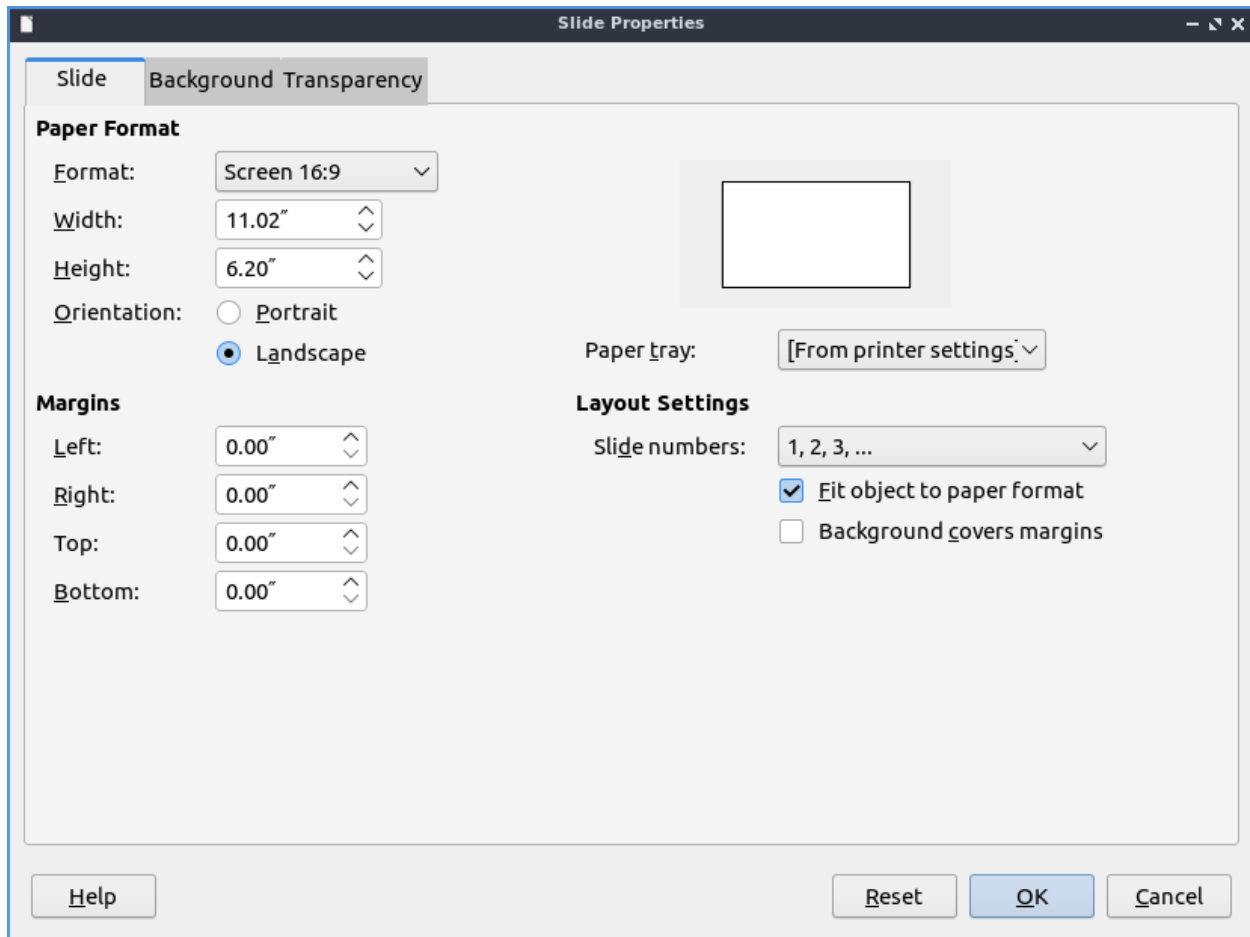 Slide Properties
Slide Background Transparency
Paper Format
Format: Screen 16:9
Width: 11.02″
Height: 6.20″
Orientation: Portrait
Landscape
Paper tray: [From printer settings]
Margins
Left: 0.00″
Right: 0.00″
Top: 0.00″
Bottom: 0.00″
Layout Settings
Slide numbers: 1, 2, 3, ...
Fit object to paper format
Background covers margins
Help Reset OK Cancel